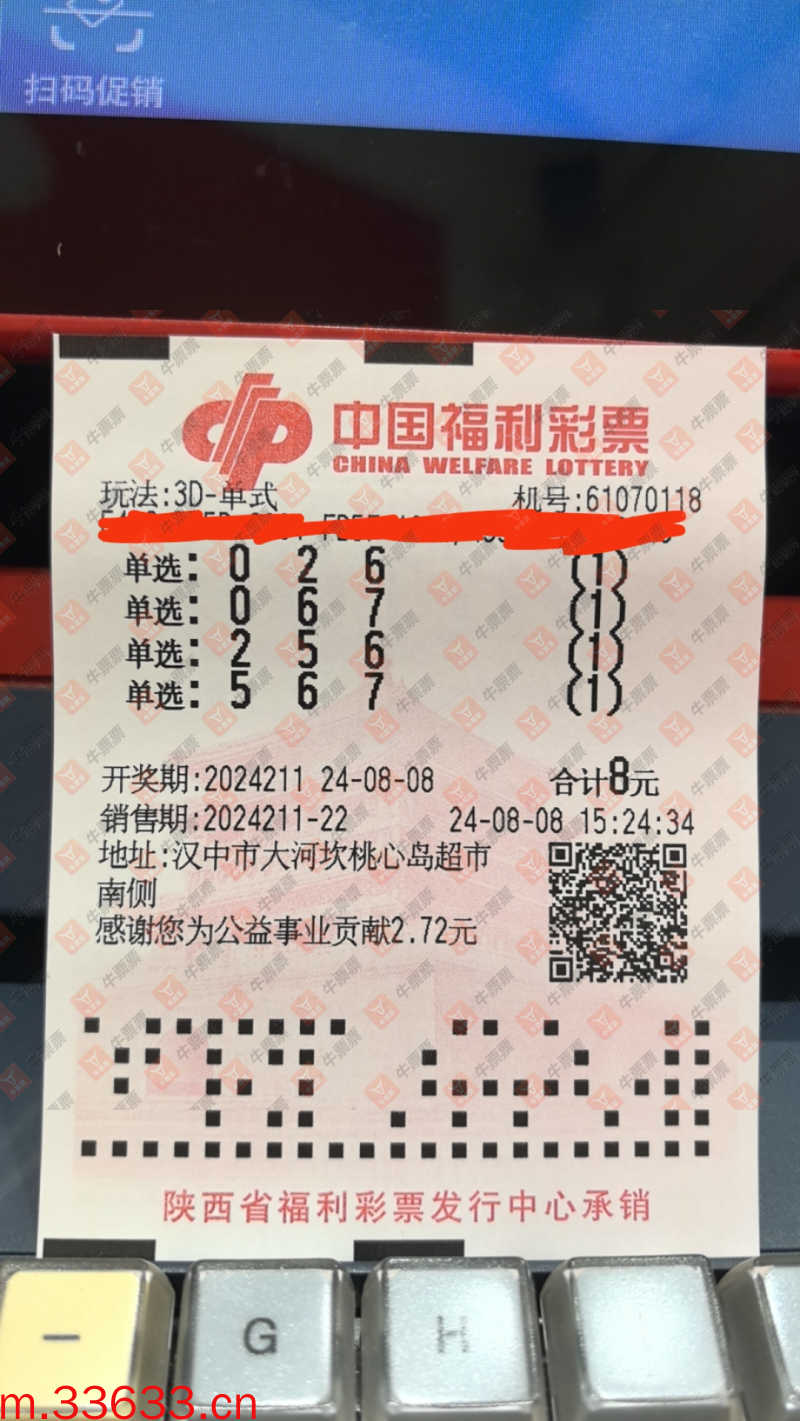 扫码促销
中国福利彩票
CHINA WELFARE LOTTERY
玩法:3D-单式 机号:61070118
单选: 0 2 6 (1)
单选: 0 6 7 (1)
单选: 2 5 6 (1)
单选: 5 6 7 (1)
开奖期:2024211 24-08-08 合计8元
销售期:2024211-22 24-08-08 15:24:34
地址:汉中市大河坎桃心岛超市
南侧
感谢您为公益事业贡献2.72元
陕西省福利彩票发行中心承销
牛票票
— G
m.33633.cn